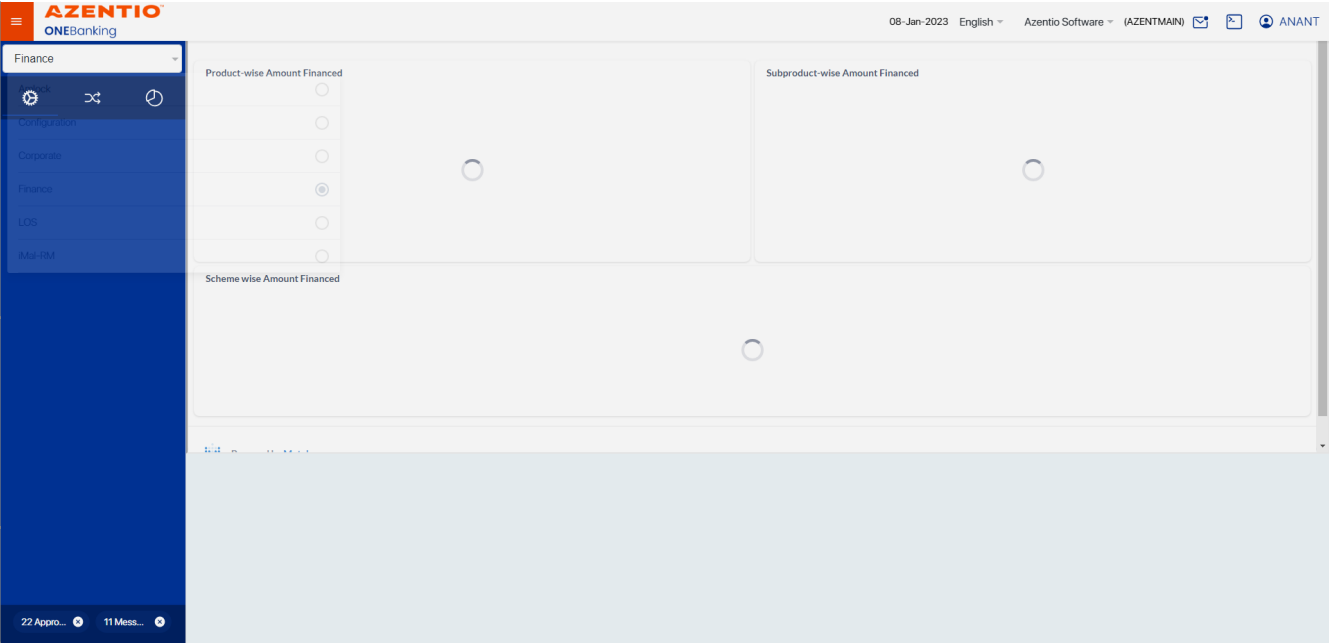 AZENTIO
ONEBanking
08-Jan-2023 English Azentio Software (AZENTMAIN) ANANT
Finance
Product-wise Amount Financed
Subproduct-wise Amount Financed
Configuration
Corporate
Finance
LOS
iMal-RM
Scheme wise Amount Financed
22 Appro...
11 Mess...